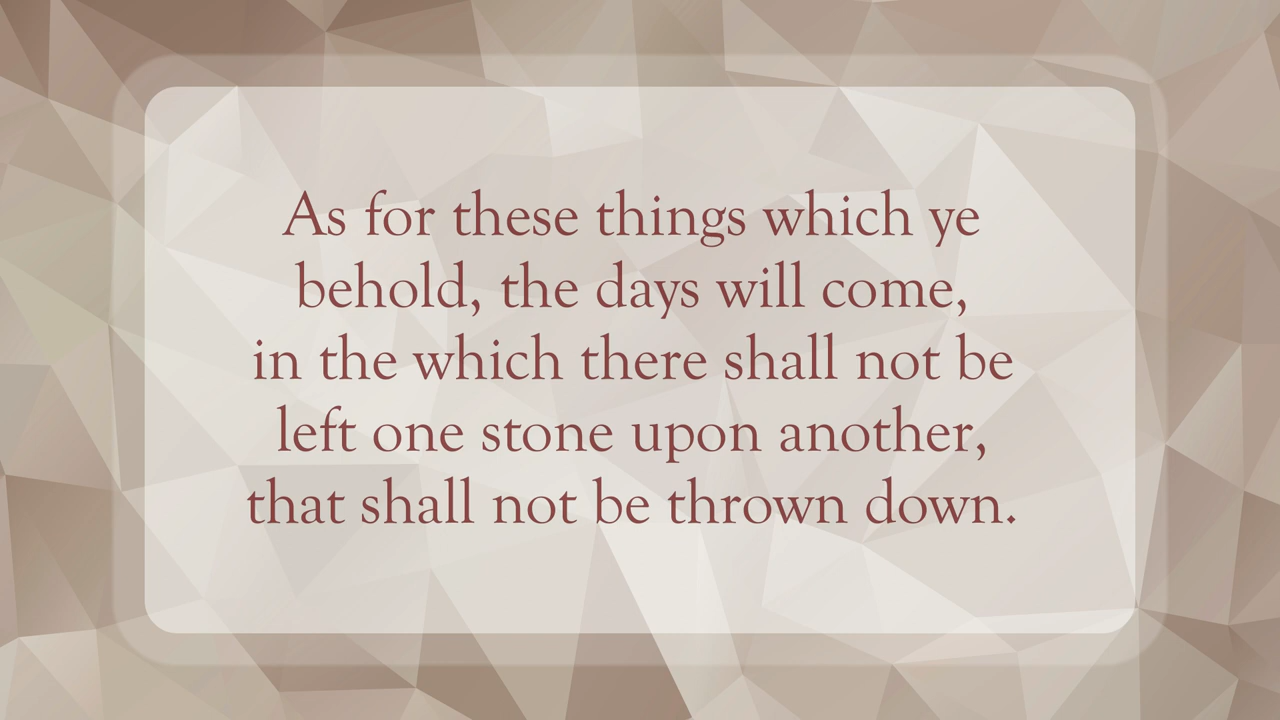 As for these things which ye
behold, the days will come,
in the which there shall not be
left one stone upon another,
that shall not be thrown down.